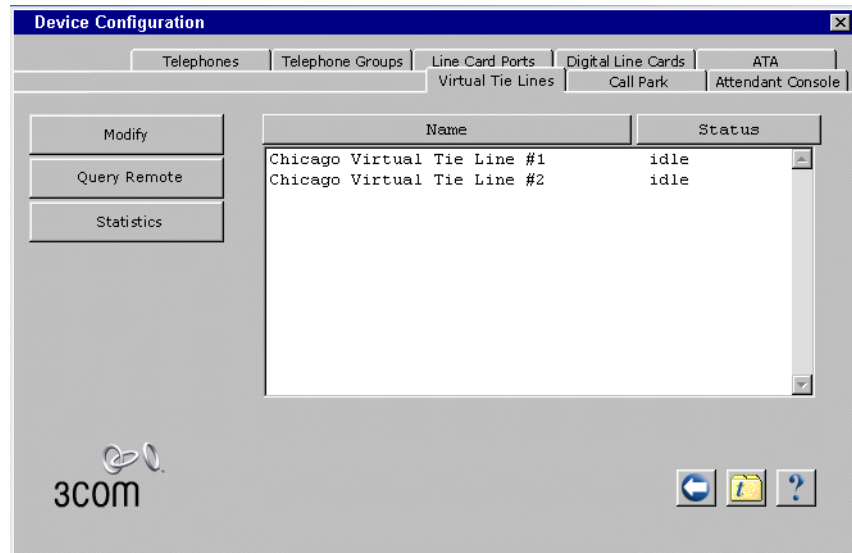 Device Configuration
Telephones Telephone Groups Line Card Ports Digital Line Cards ATA
Virtual Tie Lines Call Park Attendant Console
Modify
Query Remote
Statistics
Name Status
Chicago Virtual Tie Line #1 idle
Chicago Virtual Tie Line #2 idle
3COM
t ?